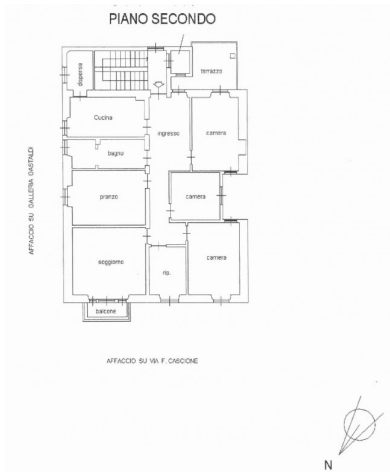 PIANO SECONDO
terrazzo
dispensa
Cucina
ingresso
camera
bagno
pranzo
camera
AFFACCIO SU GALLERIA GASTALDI
soggiorno
rip.
camera
balcone
AFFACCIO SU VIA F. CASCIONE
N